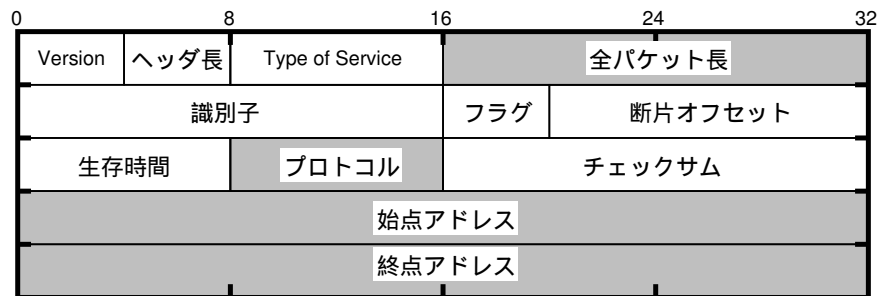 0 8 16 24 32
Version ヘッダ長 Type of Service 全パケット長
識別子 フラグ 断片オフセット
生存時間 プロトコル チェックサム
始点アドレス
終点アドレス